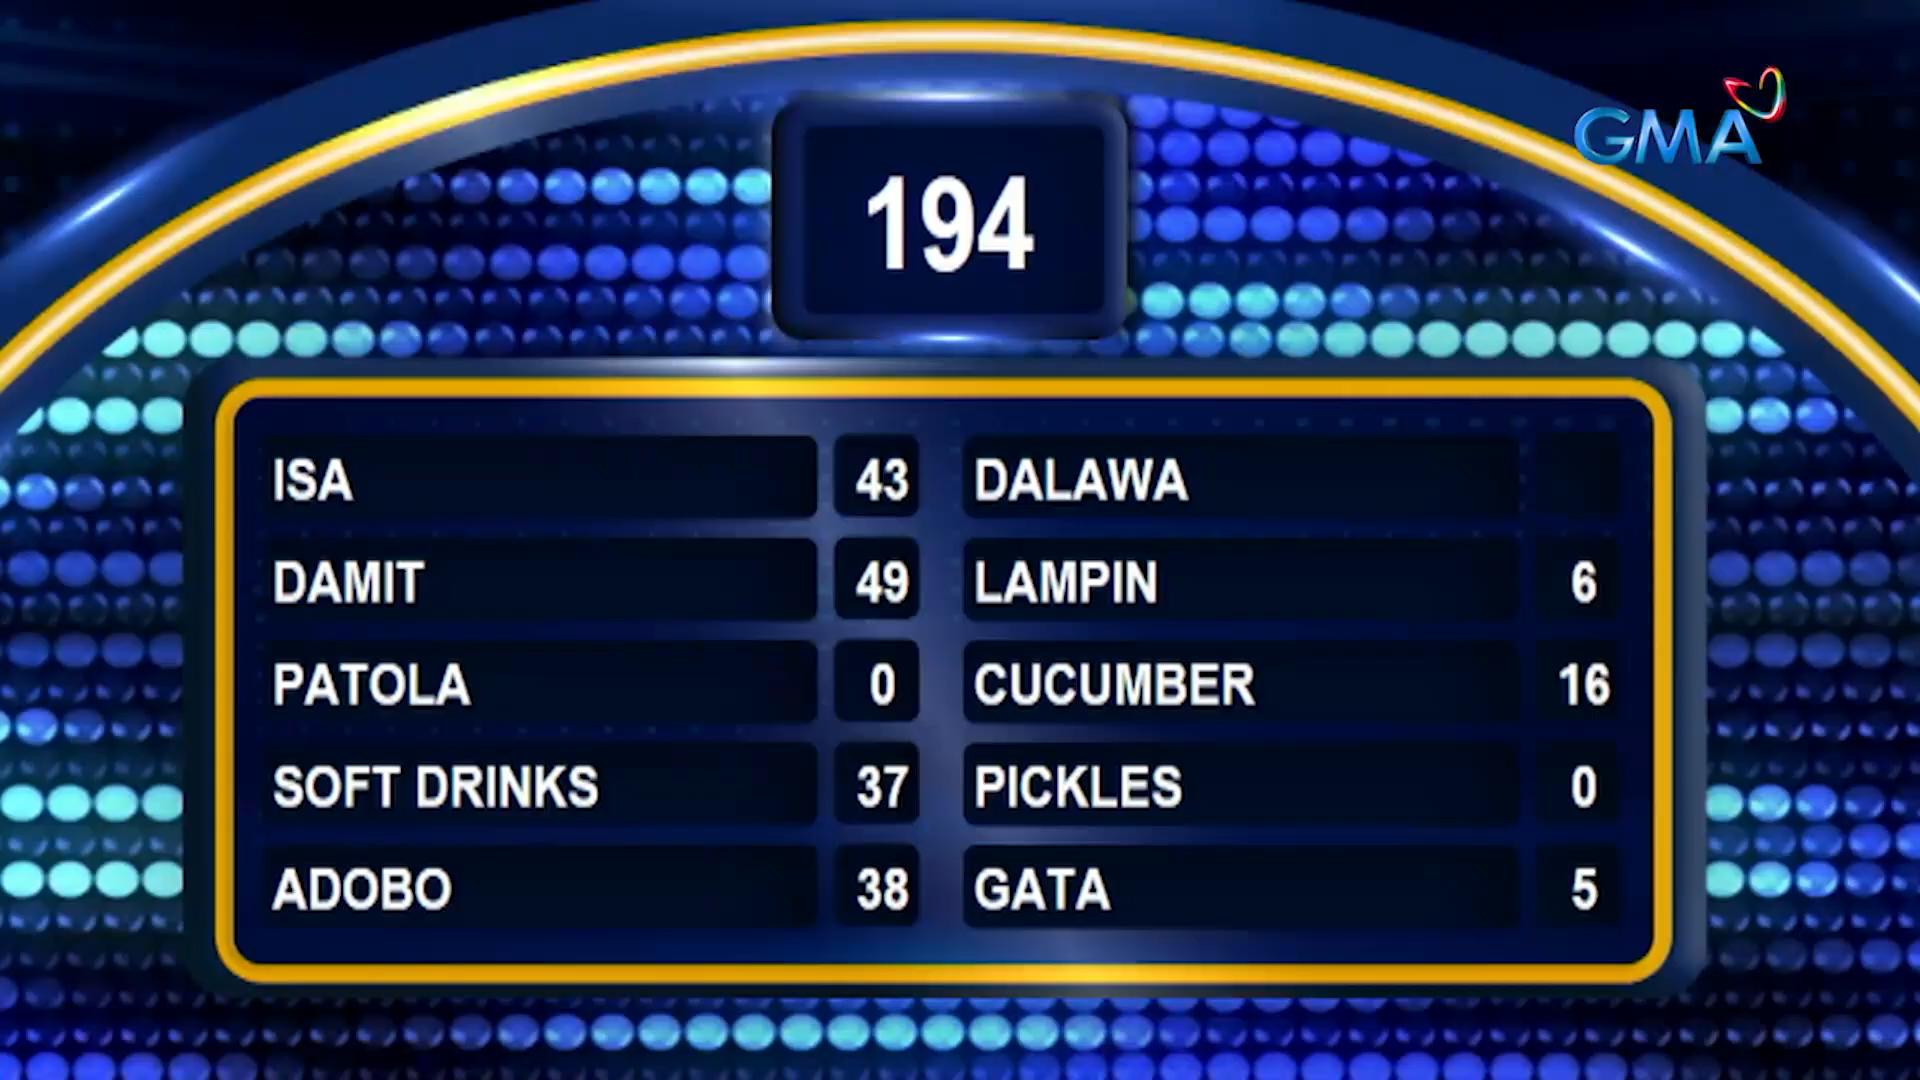 GMA
194
ISA 43 DALAWA
DAMIT 49 LAMPIN 6
PATOLA 0 CUCUMBER 16
SOFT DRINKS 37 PICKLES 0
ADOBO 38 GATA 5